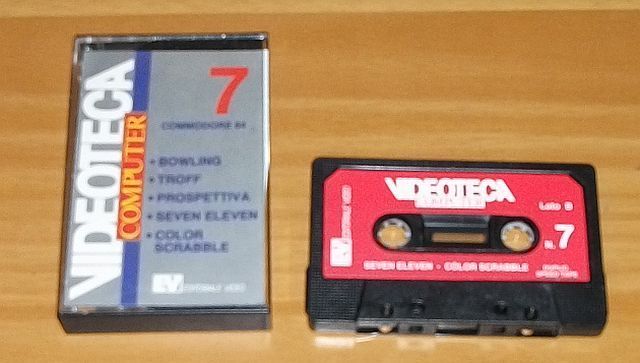 VIDEOTECA
COMPUTER
7
COMMODORE 64
• BOWLING
• TROFF
• PROSPETTIVA
• SEVEN ELEVEN
• COLOR
SCRABBLE
EDITORIALE VIDEO
VIDEOTECA
COMPUTER
Lato B
N. 7
SEVEN ELEVEN - COLOR SCRABBLE